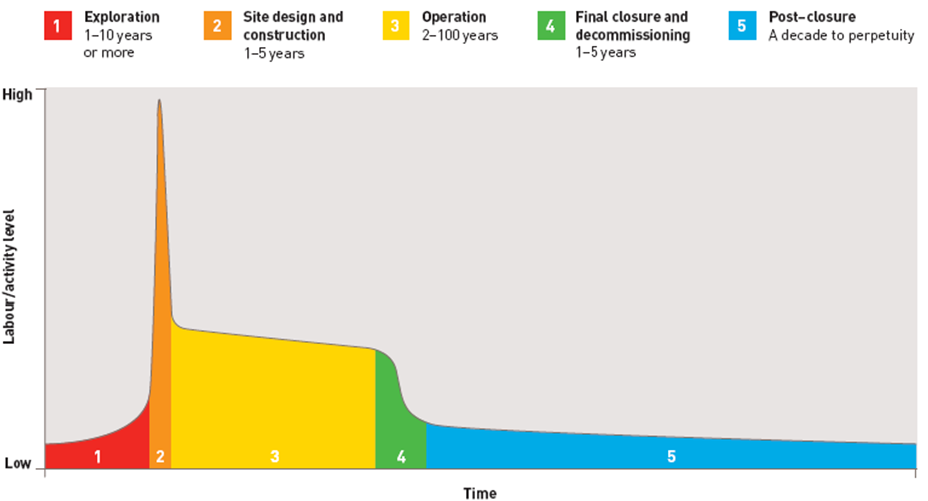 1 Exploration
1–10 years
or more
2 Site design and
construction
1–5 years
3 Operation
2–100 years
4 Final closure and
decommissioning
1–5 years
5 Post–closure
A decade to perpetuity
High
Labour/activity level
Low
1 2 3 4 5
Time